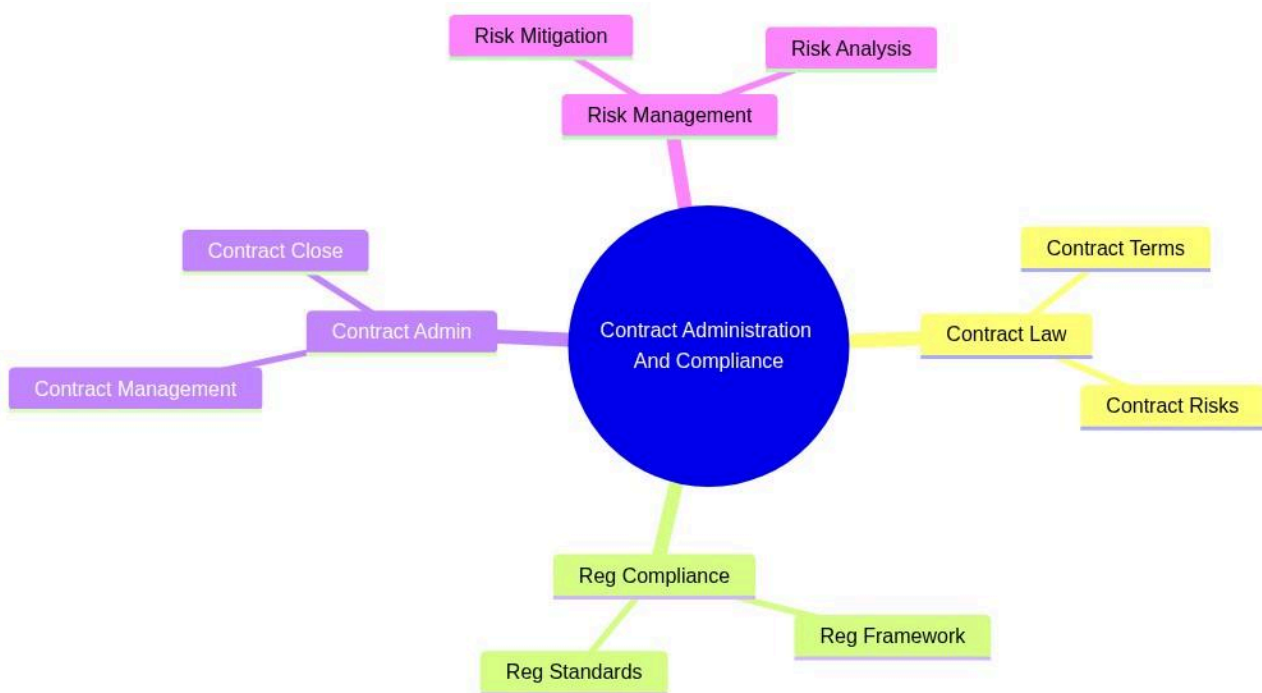 Risk Mitigation
Risk Analysis
Risk Management
Contract Close
Contract Terms
Contract Admin
Contract Administration
And Compliance
Contract Law
Contract Management
Contract Risks
Reg Compliance
Reg Framework
Reg Standards